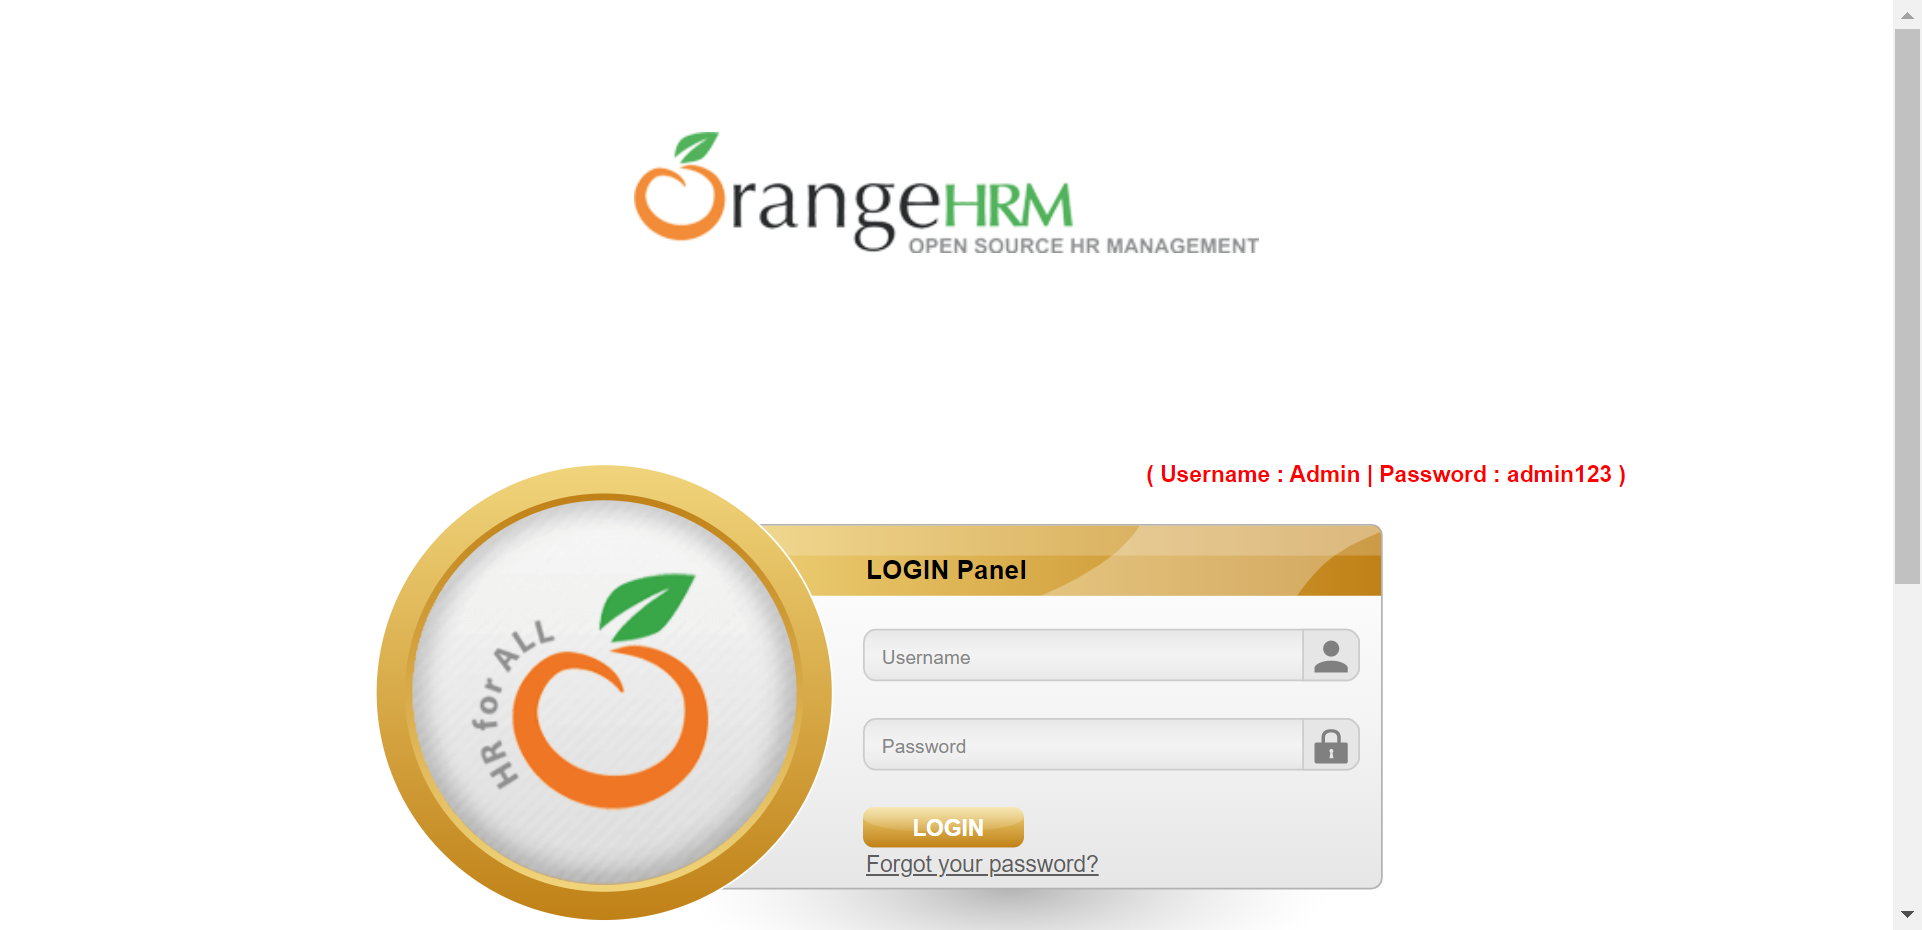 OrangeHRM
OPEN SOURCE HR MANAGEMENT
( Username : Admin | Password : admin123 )
HR for ALL
LOGIN Panel
Username
Password
LOGIN
Forgot your password?